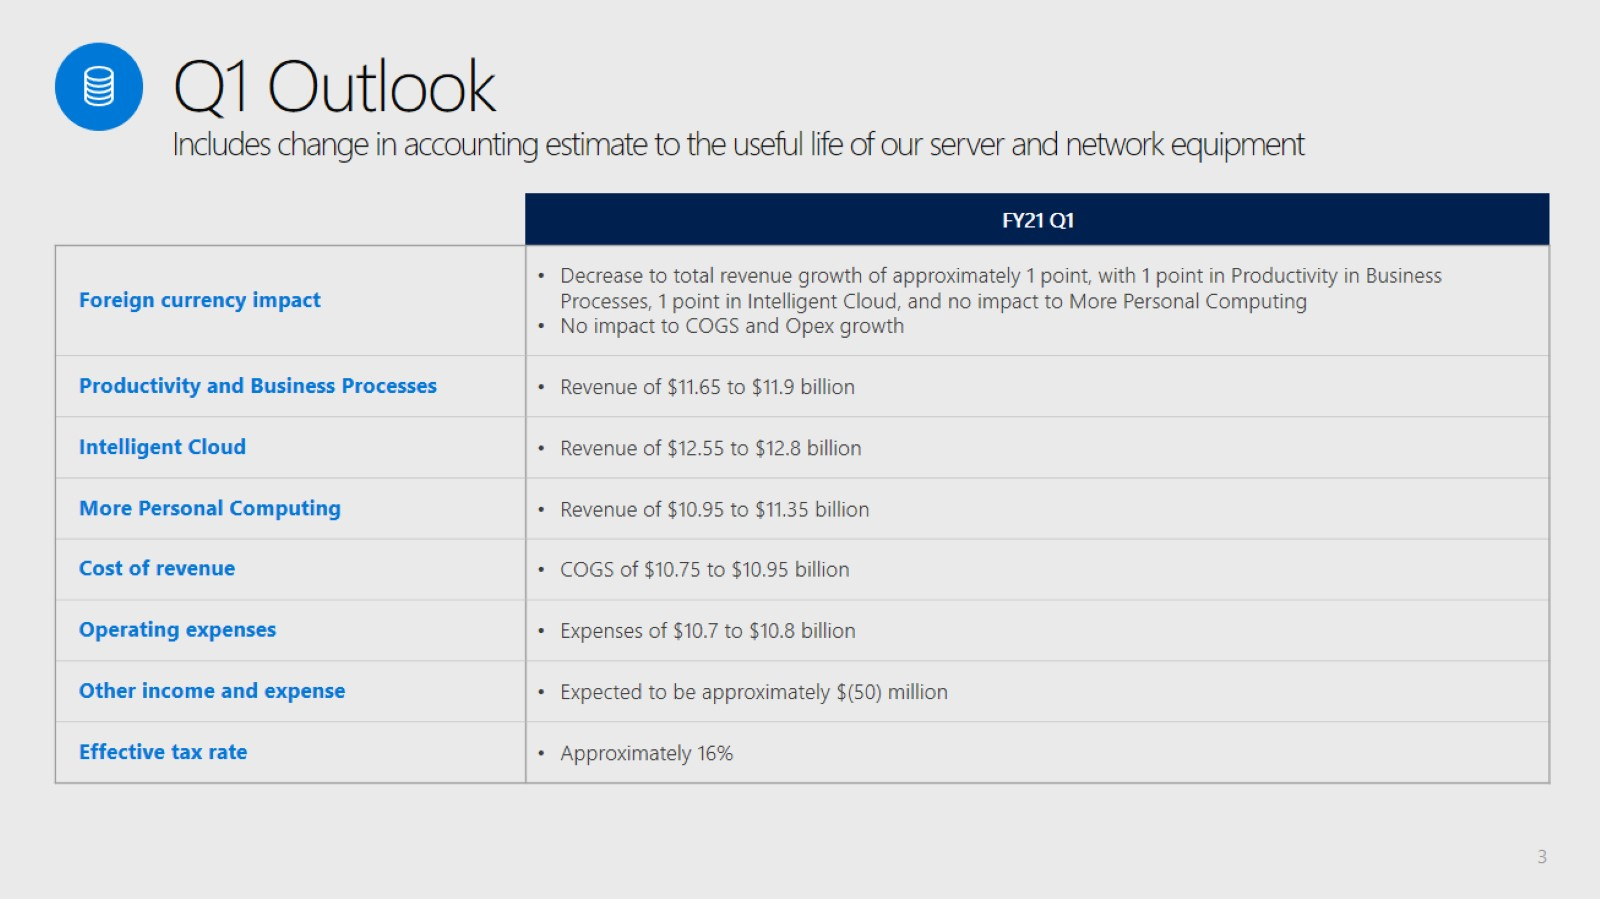 Q1 Outlook
Includes change in accounting estimate to the useful life of our server and network equipment
FY21 Q1
Foreign currency impact
• Decrease to total revenue growth of approximately 1 point, with 1 point in Productivity in Business
Processes, 1 point in Intelligent Cloud, and no impact to More Personal Computing
• No impact to COGS and Opex growth
Productivity and Business Processes
• Revenue of $11.65 to $11.9 billion
Intelligent Cloud
• Revenue of $12.55 to $12.8 billion
More Personal Computing
• Revenue of $10.95 to $11.35 billion
Cost of revenue
• COGS of $10.75 to $10.95 billion
Operating expenses
• Expenses of $10.7 to $10.8 billion
Other income and expense
• Expected to be approximately $(50) million
Effective tax rate
• Approximately 16%
3